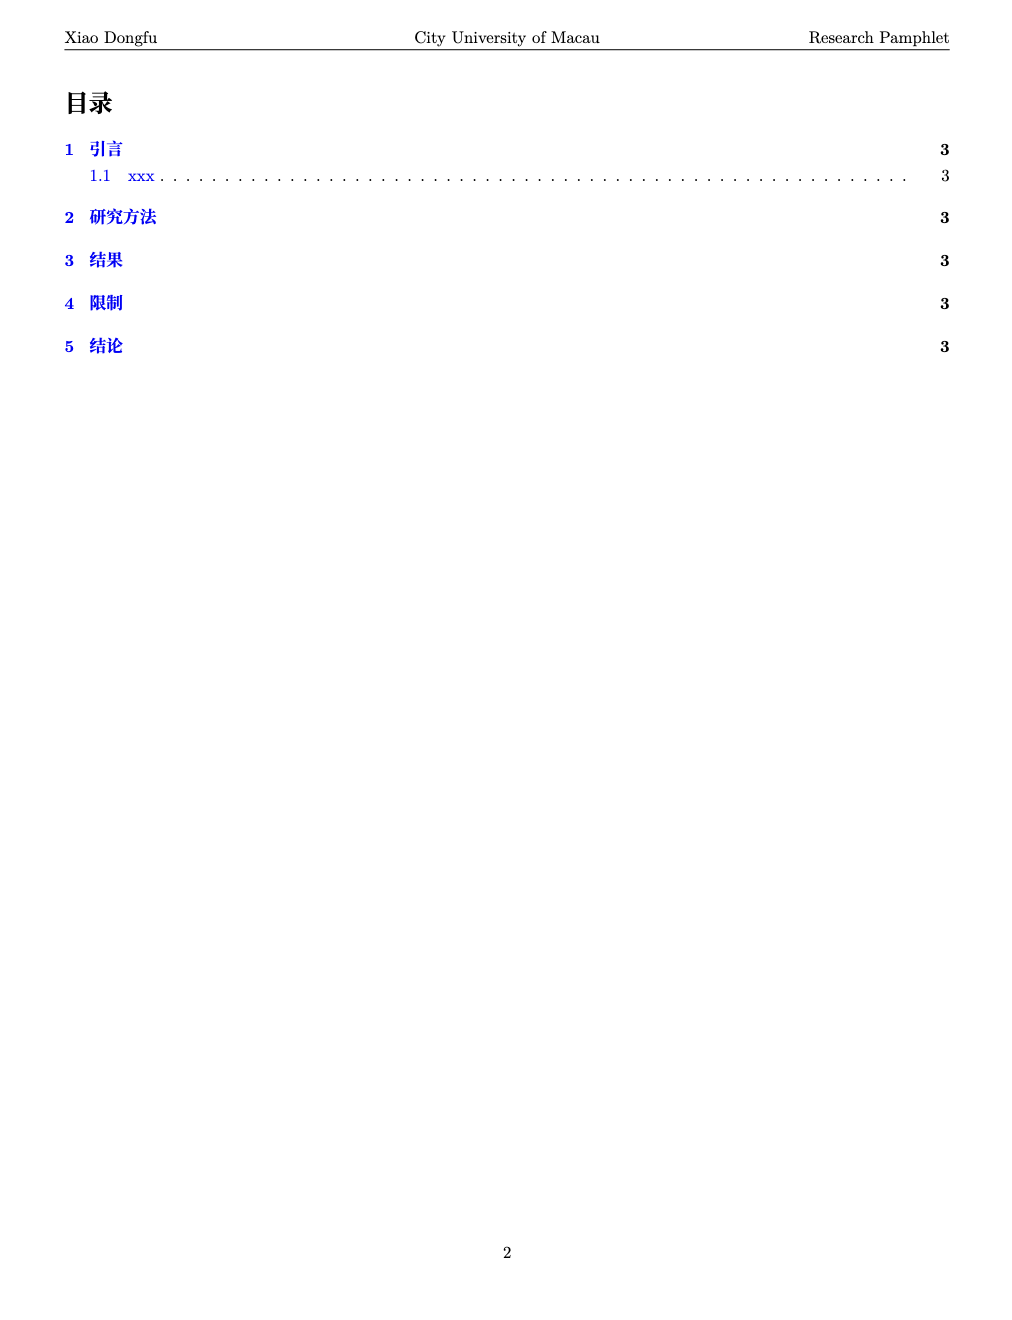 Xiao Dongfu City University of Macau Research Pamphlet
目录
1 引言 3
1.1 xxx . . . . . . . . . . . . . . . . . . . . . . . . . . . . . . . . . . . . . . . . . . . . . . . . . . . . . . . . . . 3
2 研究方法 3
3 结果 3
4 限制 3
5 结论 3
2